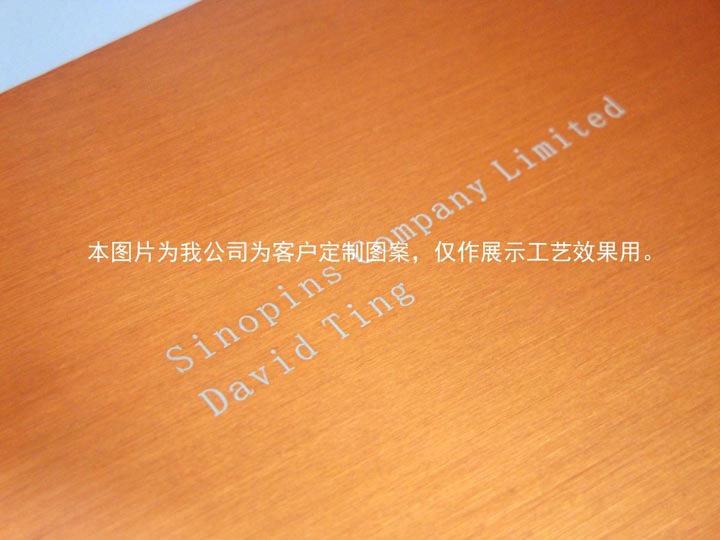 Sinopins Company Limited
David Ting
本图片为我公司为客户定制图案，仅作展示工艺效果用。